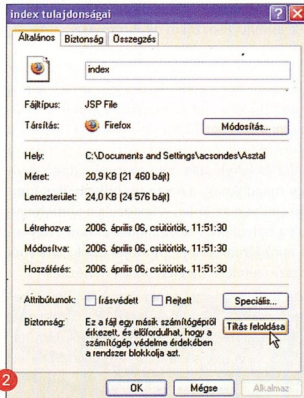 index tulajdonságai
Általános Biztonság Összegzés
index
Fájltípus: JSP File
Társítás: Firefox Módosítás...
Hely: C:\Documents and Settings\acsondes\Asztal
Méret: 20,9 KB (21 460 bájt)
Lemezterület: 24,0 KB (24 576 bájt)
Létrehozva: 2006. április 06, csütörtök, 11:51:30
Módosítva: 2006. április 06, csütörtök, 11:51:30
Hozzáférés: 2006. április 06, csütörtök, 11:51:30
Attribútumok: Írásvédett Rejtett Speciális...
Biztonság: Ez a fájl egy másik számítógépről Tiltás feloldása
érkezett, és előfordulhat, hogy a
számítógép védelme érdekében
a rendszer blokkolja azt.
2
OK Mégse Alkalmaz